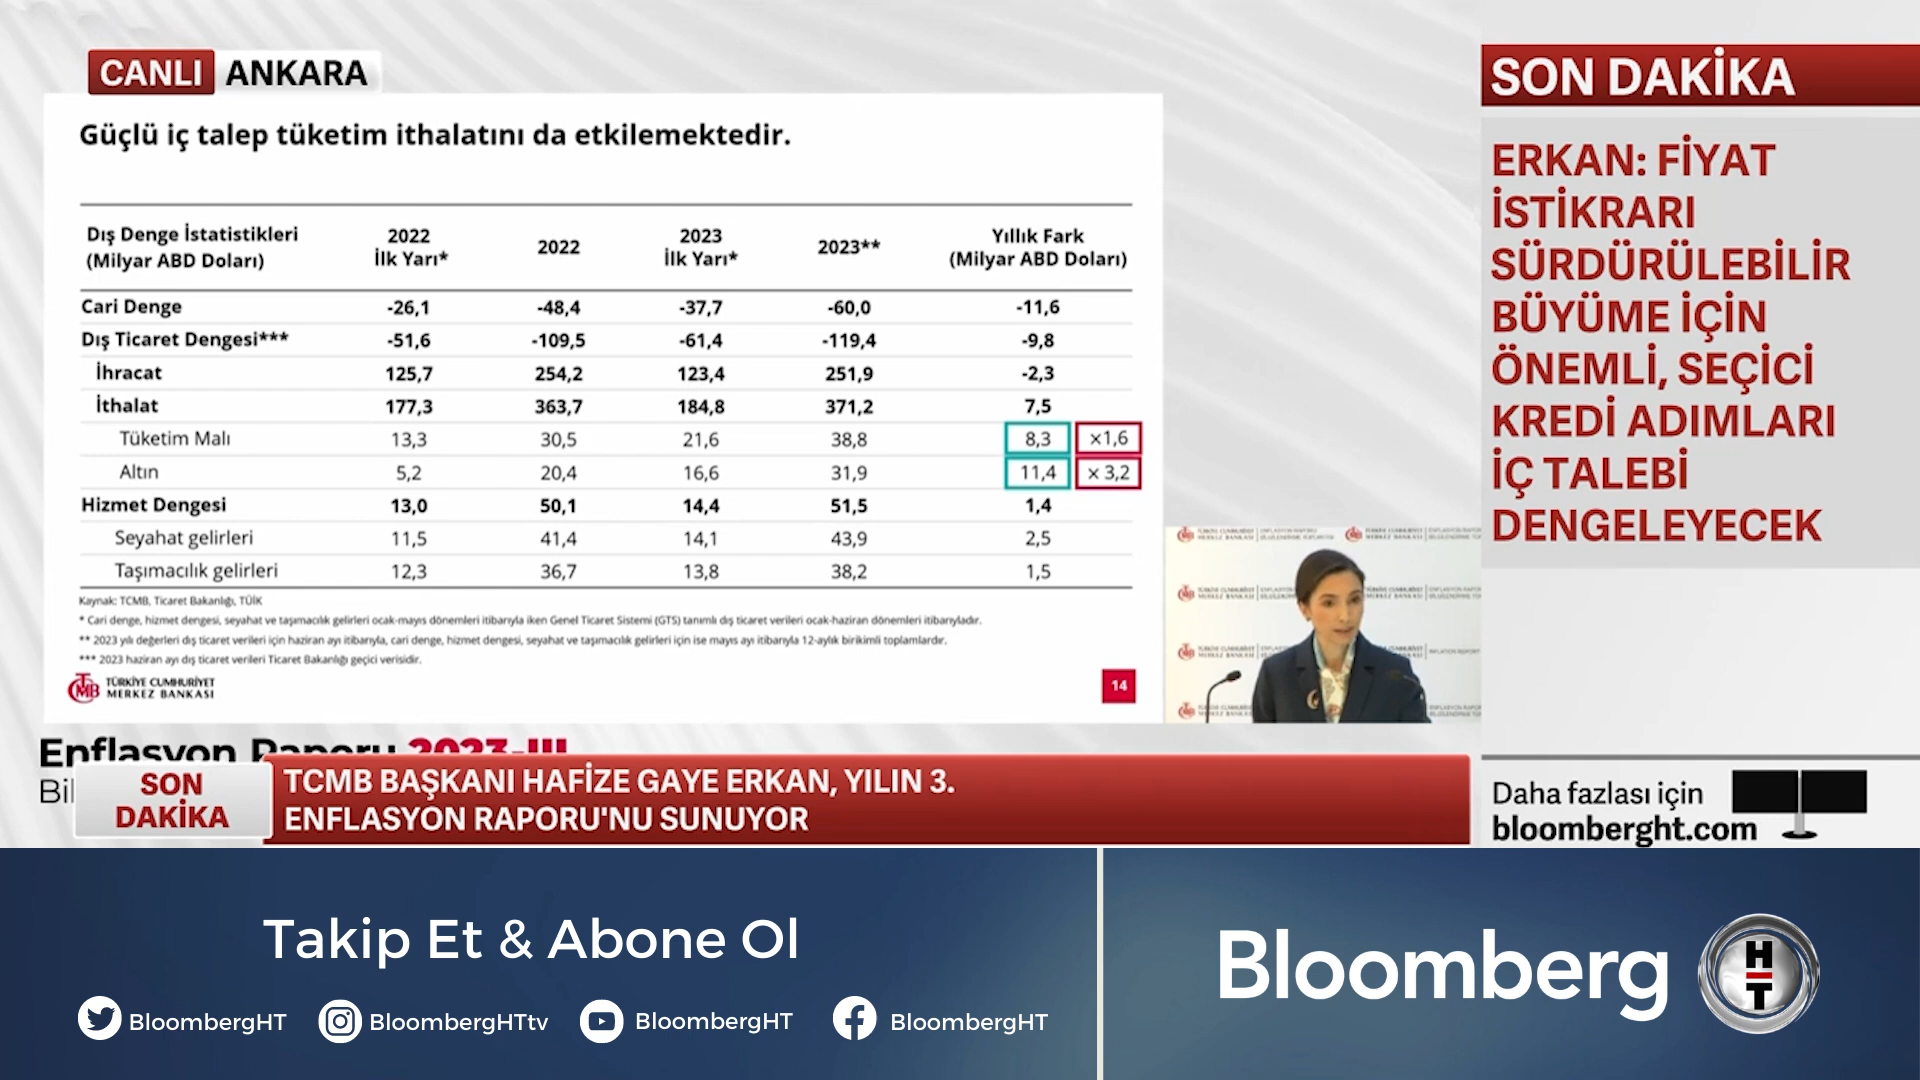 CANLI ANKARA
Güçlü iç talep tüketim ithalatını da etkilemektedir.
Dış Denge İstatistikleri (Milyar ABD Doları) 2022 İlk Yarı* 2022 2023 İlk Yarı* 2023** Yıllık Fark (Milyar ABD Doları)
Cari Denge -26,1 -48,4 -37,7 -60,0 -11,6
Dış Ticaret Dengesi*** -51,6 -109,5 -61,4 -119,4 -9,8
İhracat 125,7 254,2 123,4 251,9 -2,3
İthalat 177,3 363,7 184,8 371,2 7,5
Tüketim Malı 13,3 30,5 21,6 38,8 8,3 ×1,6
Altın 5,2 20,4 16,6 31,9 11,4 × 3,2
Hizmet Dengesi 13,0 50,1 14,4 51,5 1,4
Seyahat gelirleri 11,5 41,4 14,1 43,9 2,5
Taşımacılık gelirleri 12,3 36,7 13,8 38,2 1,5
Kaynak: TCMB, Ticaret Bakanlığı, TÜİK
* Cari denge, hizmet dengesi, seyahat ve taşımacılık gelirleri ocak-mayıs dönemleri itibarıyla iken Genel Ticaret Sistemi (GTS) tanımlı dış ticaret verileri ocak-haziran dönemleri itibarıyladır.
** 2023 yılı değerleri dış ticaret verileri için haziran ayı itibarıyla, cari denge, hizmet dengesi, seyahat ve taşımacılık gelirleri için ise mayıs ayı itibarıyla 12-aylık birikimli toplamlardır.
*** 2023 haziran ayı dış ticaret verileri Ticaret Bakanlığı geçici verisidir.
TÜRKİYE CUMHURİYET
MERKEZ BANKASI
14
Enflasyon Raporu 2023-III
SON
DAKİKA
TCMB BAŞKANI HAFİZE GAYE ERKAN, YILIN 3.
ENFLASYON RAPORU'NU SUNUYOR
SON DAKİKA
ERKAN: FİYAT
İSTİKRARI
SÜRDÜRÜLEBİLİR
BÜYÜME İÇİN
ÖNEMLİ, SEÇİCİ
KREDİ ADIMLARI
İÇ TALEBİ
DENGELEYECEK
Daha fazlası için
bloomberght.com
Takip Et & Abone Ol
BloombergHT BloombergHTtv BloombergHT BloombergHT
Bloomberg HT